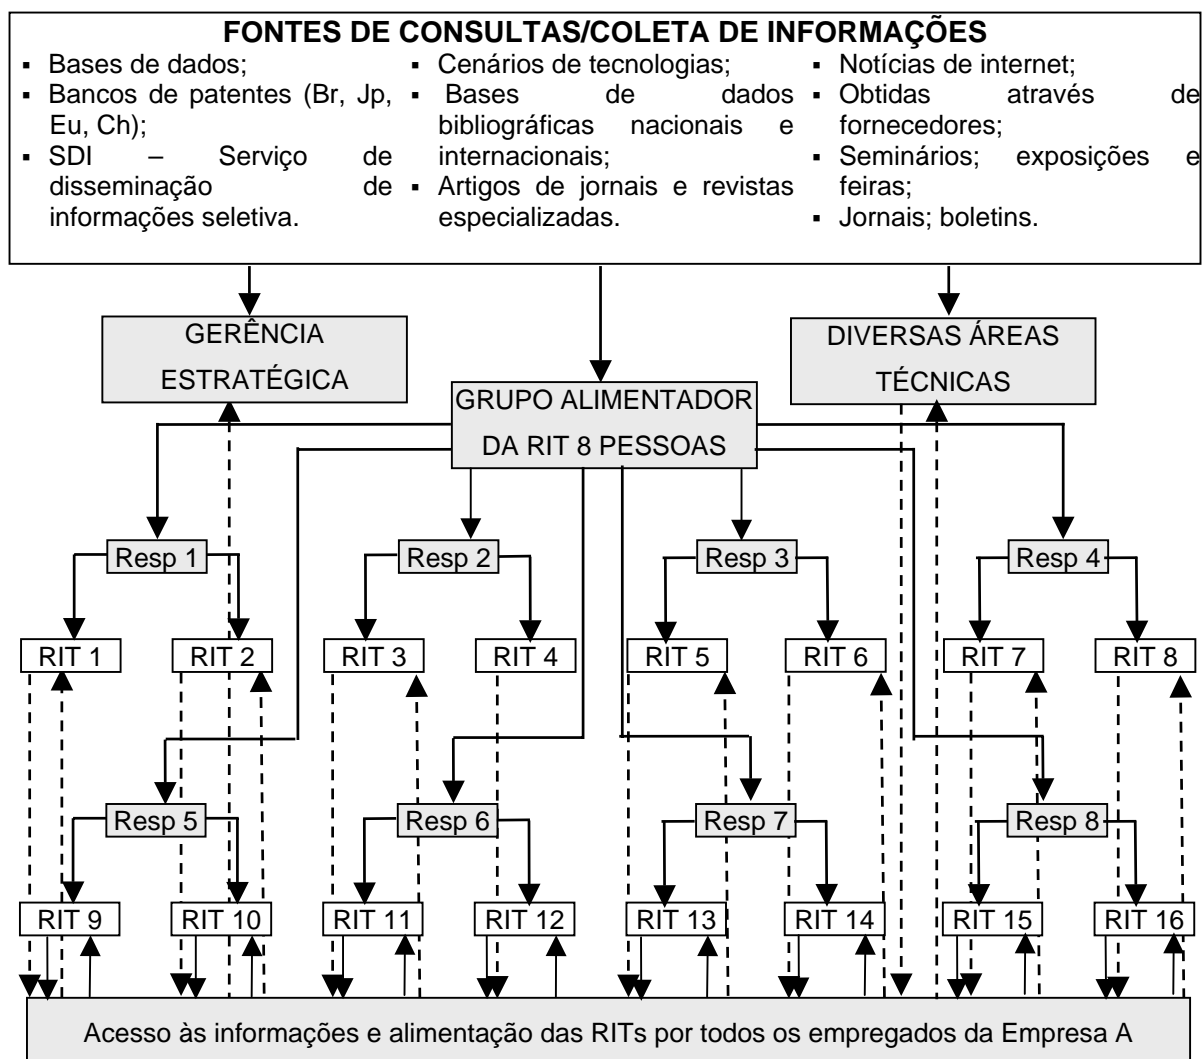 FONTES DE CONSULTAS/COLETA DE INFORMAÇÕES
▪ Bases de dados;
▪ Bancos de patentes (Br, Jp,
Eu, Ch);
▪ SDI – Serviço de
disseminação de
informações seletiva.
▪ Cenários de tecnologias;
▪ Bases de dados
bibliográficas nacionais e
internacionais;
▪ Artigos de jornais e revistas
especializadas.
▪ Notícias de internet;
▪ Obtidas através de
fornecedores;
▪ Seminários; exposições e
feiras;
▪ Jornais; boletins.
GERÊNCIA
ESTRATÉGICA
GRUPO ALIMENTADOR
DA RIT 8 PESSOAS
DIVERSAS ÁREAS
TÉCNICAS
Resp 1
Resp 2
Resp 3
Resp 4
RIT 1
RIT 2
RIT 3
RIT 4
RIT 5
RIT 6
RIT 7
RIT 8
Resp 5
Resp 6
Resp 7
Resp 8
RIT 9
RIT 10
RIT 11
RIT 12
RIT 13
RIT 14
RIT 15
RIT 16
Acesso às informações e alimentação das RITs por todos os empregados da Empresa A